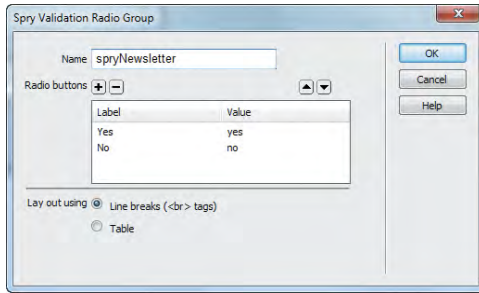 Spry Validation Radio Group
Name spryNewsletter
OK
Radio buttons
Cancel
Help
Label Value
Yes yes
No no
Lay out using Line breaks (<br> tags)
Table